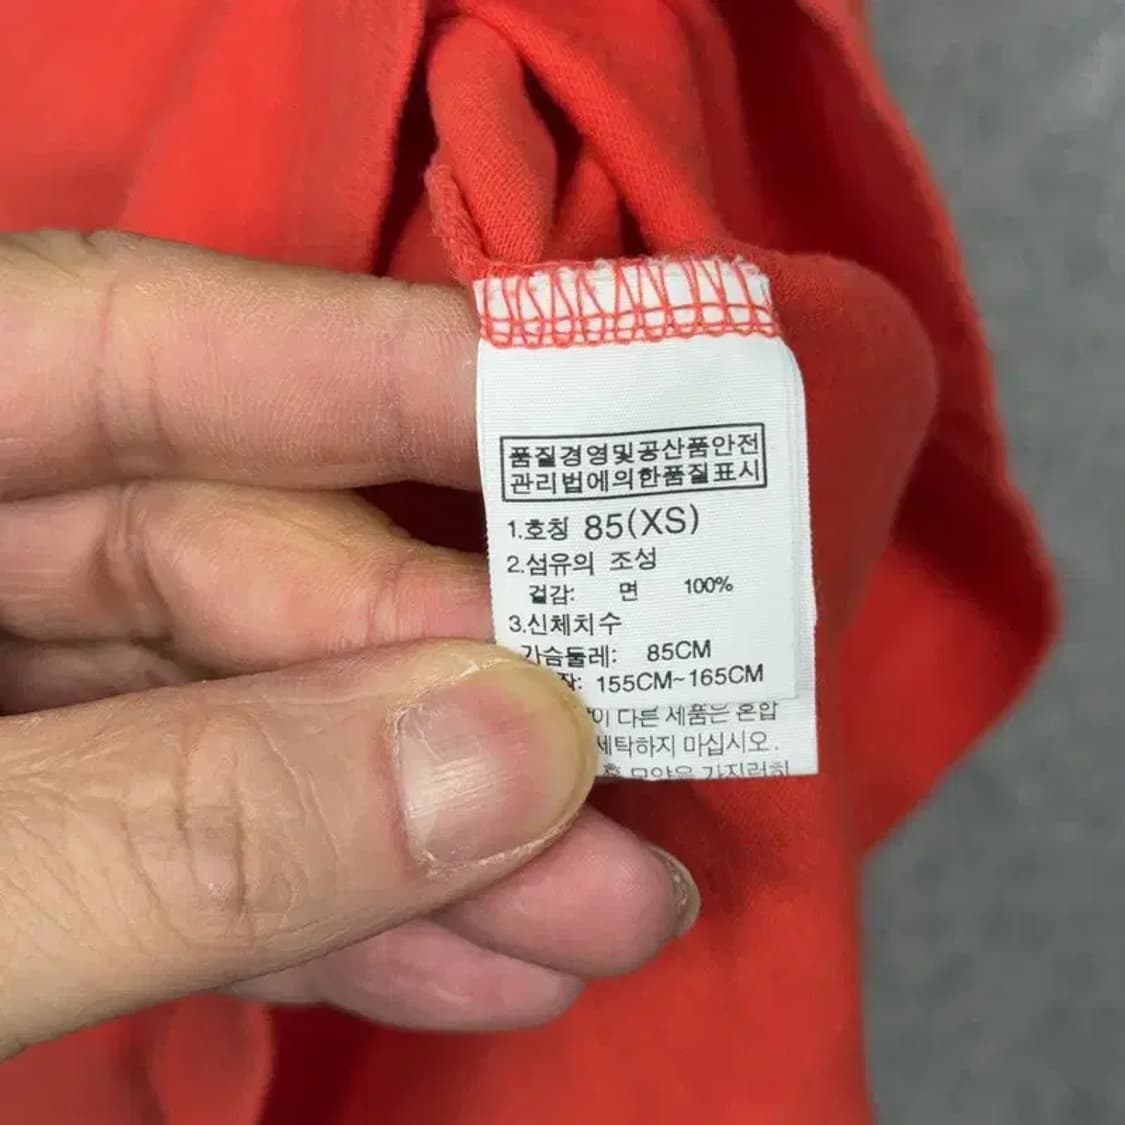 품질경영및공산품안전
관리법에의한품질표시
1.호칭 85(XS)
2.섬유의 조성
겉감: 면 100%
3.신체치수
가슴둘레: 85CM
155CM~165CM
다른 제품은 혼합
세탁하지 마십시오.